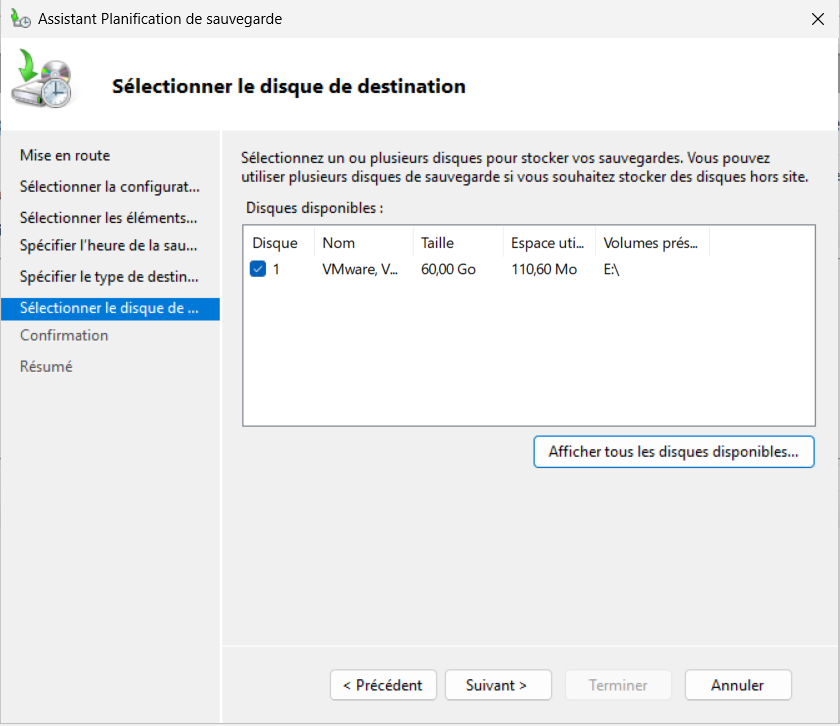 Assistant Planification de sauvegarde
Sélectionner le disque de destination
Mise en route
Sélectionner la configurat...
Sélectionner les éléments...
Spécifier l'heure de la sau...
Spécifier le type de destin...
Sélectionner le disque de ...
Confirmation
Résumé
Sélectionnez un ou plusieurs disques pour stocker vos sauvegardes. Vous pouvez
utiliser plusieurs disques de sauvegarde si vous souhaitez stocker des disques hors site.
Disques disponibles :
Disque Nom Taille Espace uti... Volumes prés...
1 VMware, V... 60,00 Go 110,60 Mo E:\
Afficher tous les disques disponibles...
< Précédent Suivant > Terminer Annuler